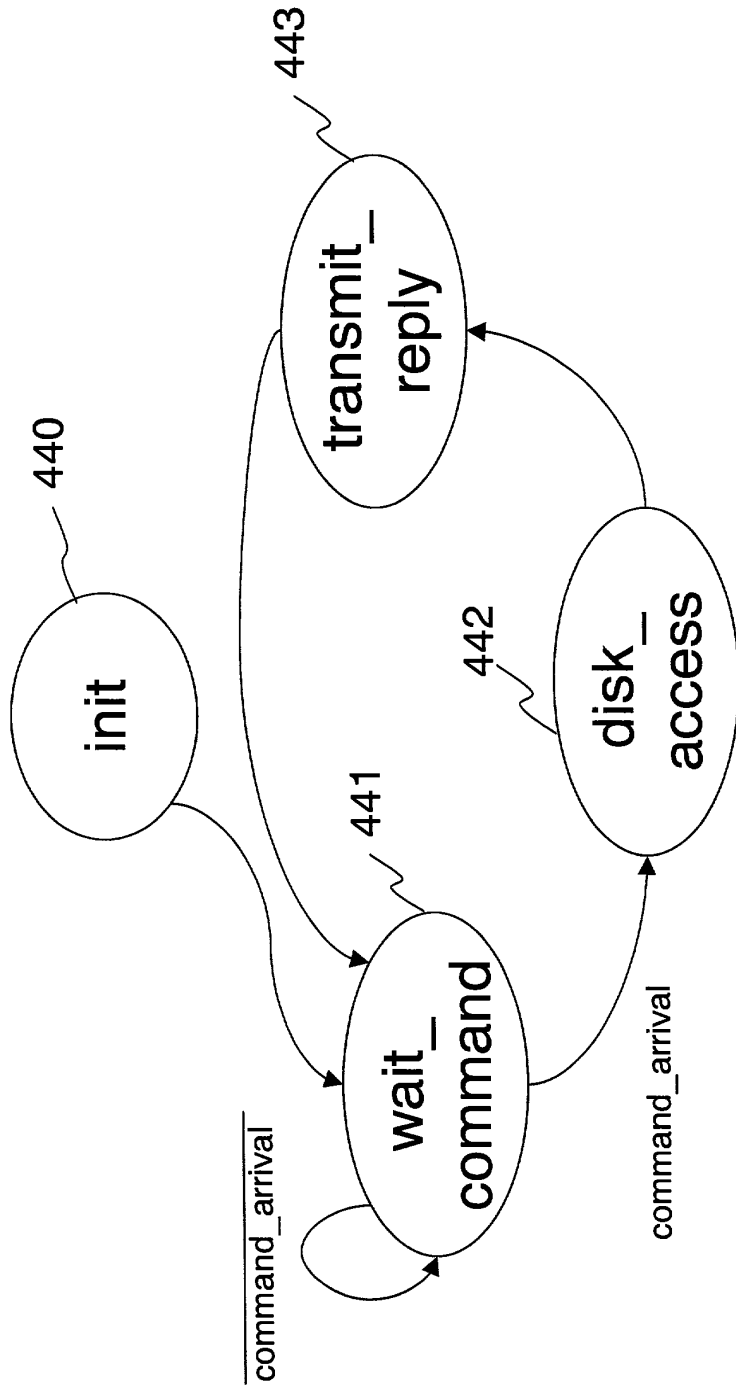 440
init
443
transmit_
reply
441
442
command_arrival
wait_
command
disk_
access
command_arrival